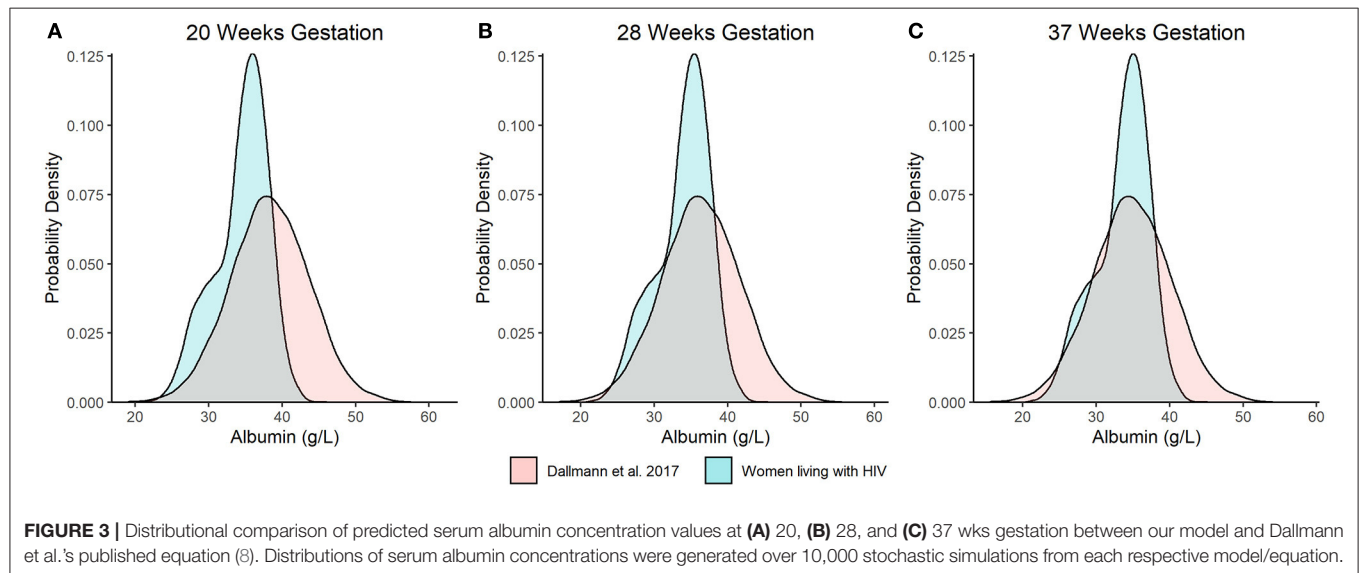 A 20 Weeks Gestation
0.125
0.100
0.075
0.050
0.025
0.000
Probability Density
20 30 40 50 60
Albumin (g/L)
B 28 Weeks Gestation
0.125
0.100
0.075
0.050
0.025
0.000
Probability Density
20 30 40 50 60
Albumin (g/L)
C 37 Weeks Gestation
0.125
0.100
0.075
0.050
0.025
0.000
Probability Density
20 30 40 50 60
Albumin (g/L)
Dallmann et al. 2017 Women living with HIV
FIGURE 3 | Distributional comparison of predicted serum albumin concentration values at (A) 20, (B) 28, and (C) 37 wks gestation between our model and Dallmann
et al.'s published equation (8). Distributions of serum albumin concentrations were generated over 10,000 stochastic simulations from each respective model/equation.